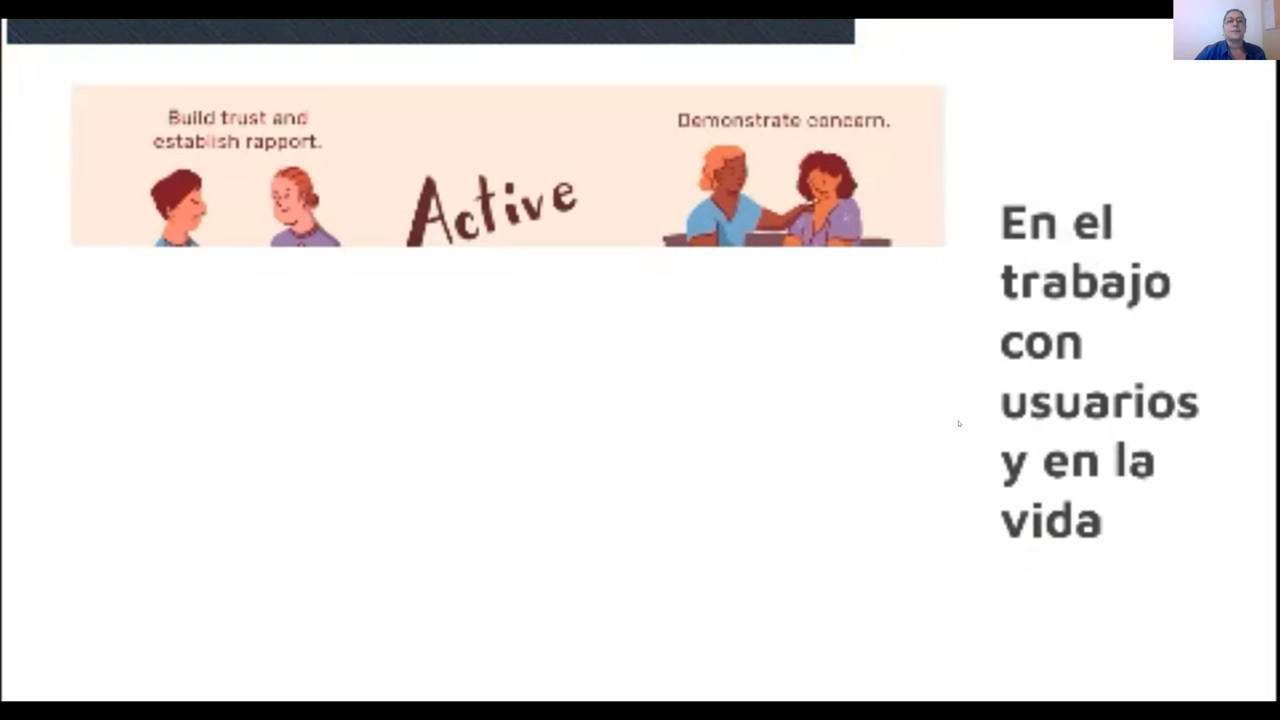 Build trust and
establish rapport.
Active
Demonstrate concern.
En el
trabajo
con
usuarios
y en la
vida